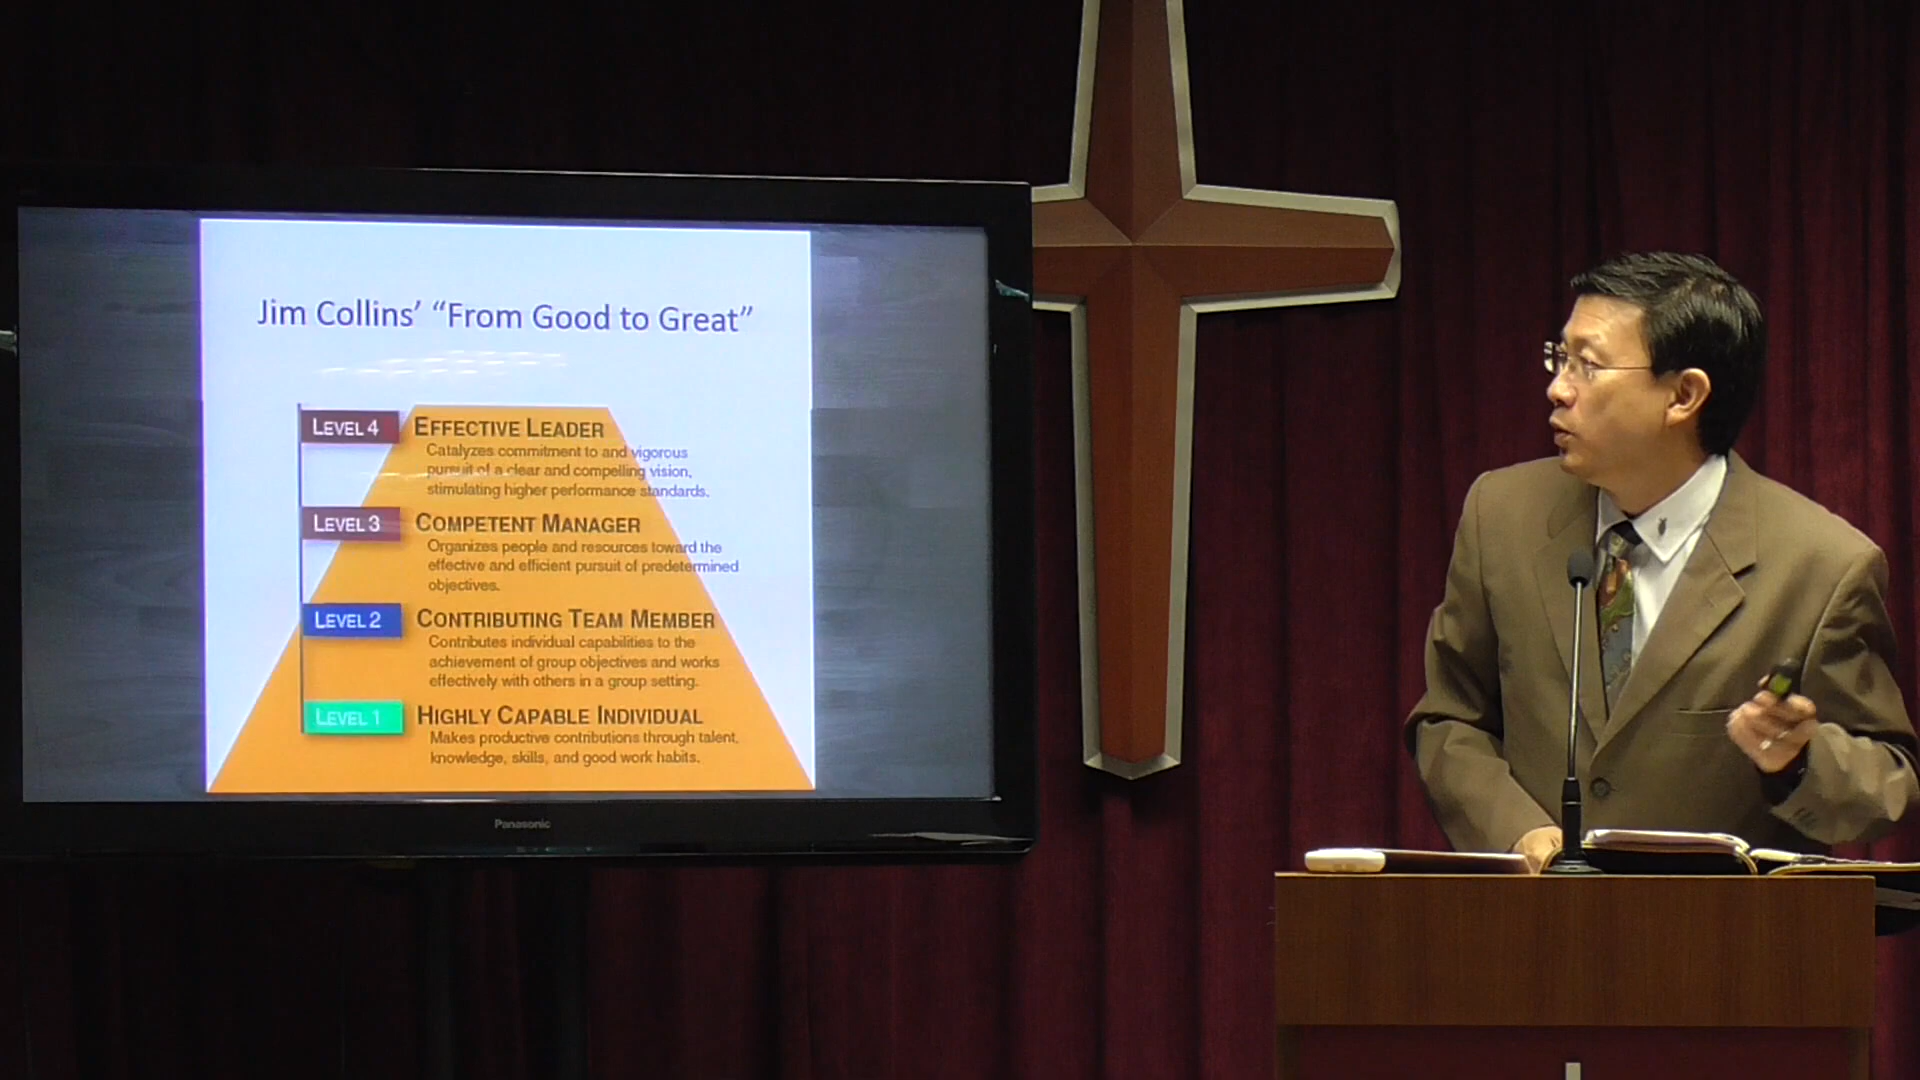 Jim Collins’ “From Good to Great”
LEVEL 4
EFFECTIVE LEADER
Catalyzes commitment to and vigorous
pursuit of a clear and compelling vision,
stimulating higher performance standards.
LEVEL 3
COMPETENT MANAGER
Organizes people and resources toward the
effective and efficient pursuit of predetermined
objectives.
LEVEL 2
CONTRIBUTING TEAM MEMBER
Contributes individual capabilities to the
achievement of group objectives and works
effectively with others in a group setting.
LEVEL 1
HIGHLY CAPABLE INDIVIDUAL
Makes productive contributions through talent,
knowledge, skills, and good work habits.
Panasonic